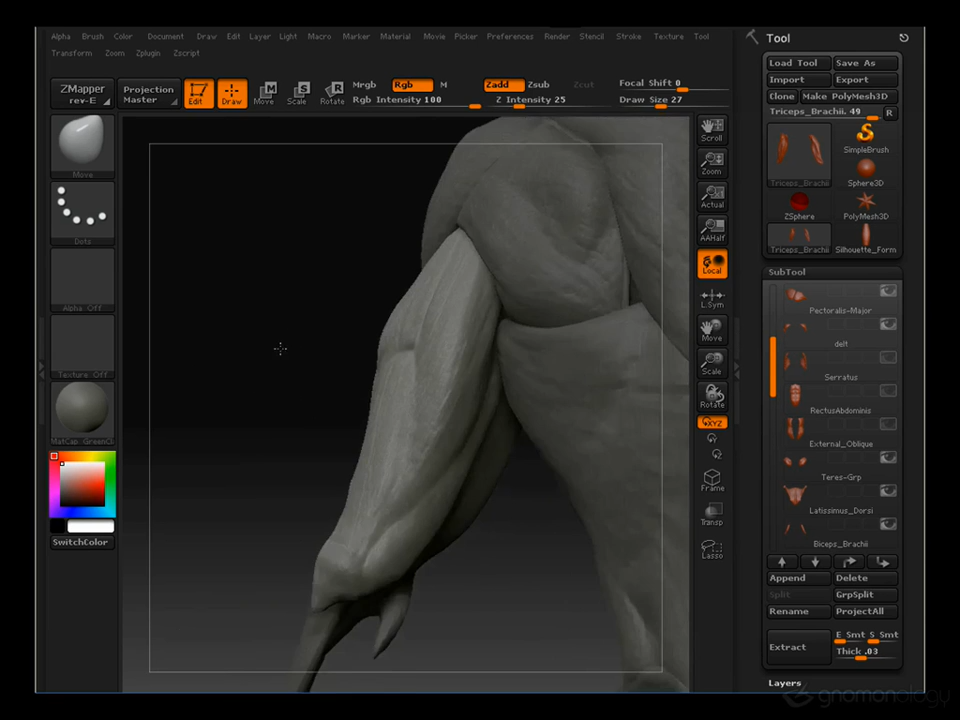 Alpha Brush Color Document Draw Edit Layer Light Macro Marker Material Movie Picker Preferences Render Stencil Stroke Texture Tool
Transform Zoom Zplugin Zscript
ZMapper
rev-E
Projection
Master
Edit
Draw
Move
Scale
Rotate
Mrgb Rgb M
Rgb Intensity 100
Zadd Zsub Zcut
Z Intensity 25
Focal Shift 0
Draw Size 27
Move
Dots
Alpha Off
Texture Off
MatCap GreenCl
SwitchColor
Scroll
Zoom
Actual
AAHalf
Local
L.Sym
Move
Scale
Rotate
XYZ
Frame
Transp
Lasso
Tool
Load Tool Save As
Import Export
Clone Make PolyMesh3D
Triceps_Brachii. 49 R
Triceps_Brachii
SimpleBrush
Sphere3D
ZSphere
PolyMesh3D
Triceps_Brachii
Silhouette_Form
SubTool
Pectoralis-Major
delt
Serratus
RectusAbdominis
External_Oblique
Teres-Grp
Latissimus_Dorsi
Biceps_Brachii
Append Delete
Split GrpSplit
Rename ProjectAll
Extract
E Smt S Smt
Thick .03
Layers
gnomonology